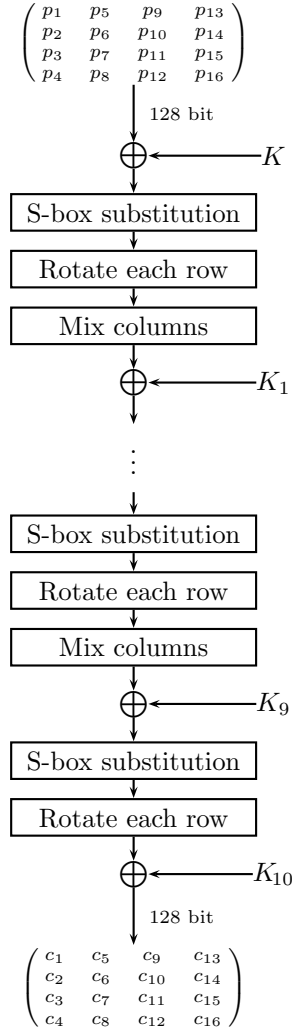 p₁ p₅ p₉ p₁₃
p₂ p₆ p₁₀ p₁₄
p₃ p₇ p₁₁ p₁₅
p₄ p₈ p₁₂ p₁₆
128 bit
K
S-box substitution
Rotate each row
Mix columns
K₁
⋮
S-box substitution
Rotate each row
Mix columns
K₉
S-box substitution
Rotate each row
K₁₀
128 bit
c₁ c₅ c₉ c₁₃
c₂ c₆ c₁₀ c₁₄
c₃ c₇ c₁₁ c₁₅
c₄ c₈ c₁₂ c₁₆